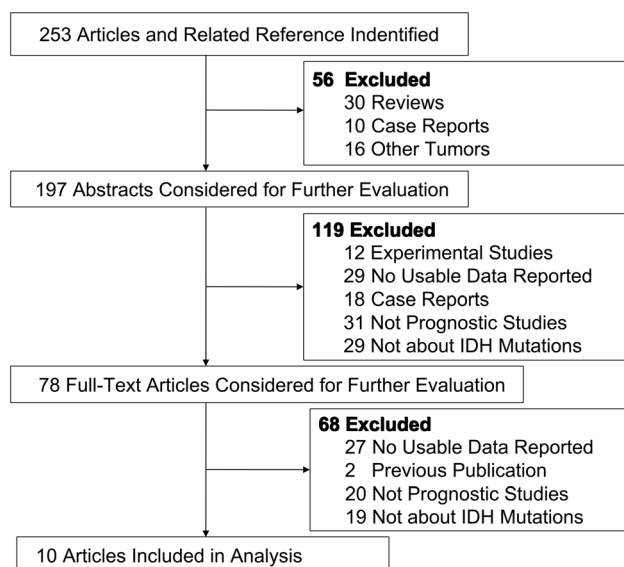 253 Articles and Related Reference Indentified
56 Excluded
30 Reviews
10 Case Reports
16 Other Tumors
197 Abstracts Considered for Further Evaluation
119 Excluded
12 Experimental Studies
29 No Usable Data Reported
18 Case Reports
31 Not Prognostic Studies
29 Not about IDH Mutations
78 Full-Text Articles Considered for Further Evaluation
68 Excluded
27 No Usable Data Reported
2 Previous Publication
20 Not Prognostic Studies
19 Not about IDH Mutations
10 Articles Included in Analysis